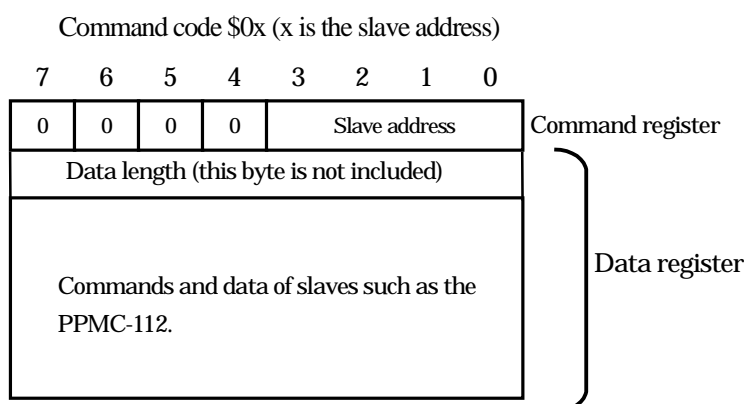 Command code $0x (x is the slave address)
7 6 5 4 3 2 1 0
0 0 0 0 Slave address Command register
Data length (this byte is not included)
Data register
Commands and data of slaves such as the
PPMC-112.